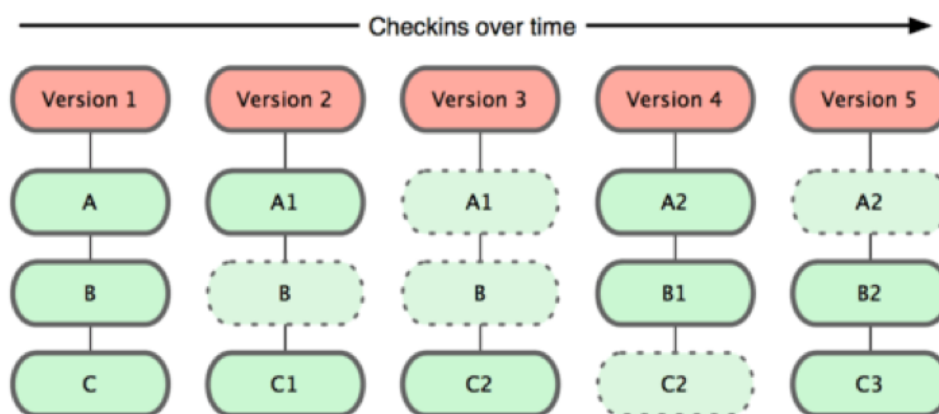 Checkins over time
Version 1 Version 2 Version 3 Version 4 Version 5
A A1 A1 A2 A2
B B B B1 B2
C C1 C2 C2 C3